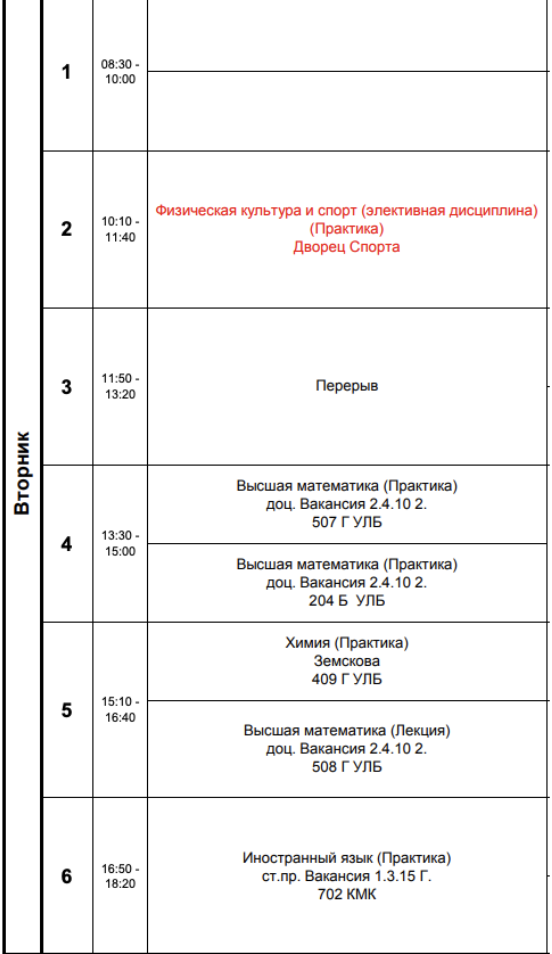 Вторник
1
08:30 -
10:00
2
10:10 -
11:40
Физическая культура и спорт (элективная дисциплина)
(Практика)
Дворец Спорта
3
11:50 -
13:20
Перерыв
4
13:30 -
15:00
Высшая математика (Практика)
доц. Вакансия 2.4.10 2.
507 Г УЛБ
Высшая математика (Практика)
доц. Вакансия 2.4.10 2.
204 Б  УЛБ
5
15:10 -
16:40
Химия (Практика)
Земскова
409 Г УЛБ
Высшая математика (Лекция)
доц. Вакансия 2.4.10 2.
508 Г УЛБ
6
16:50 -
18:20
Иностранный язык (Практика)
ст.пр. Вакансия 1.3.15 Г.
702 КМК